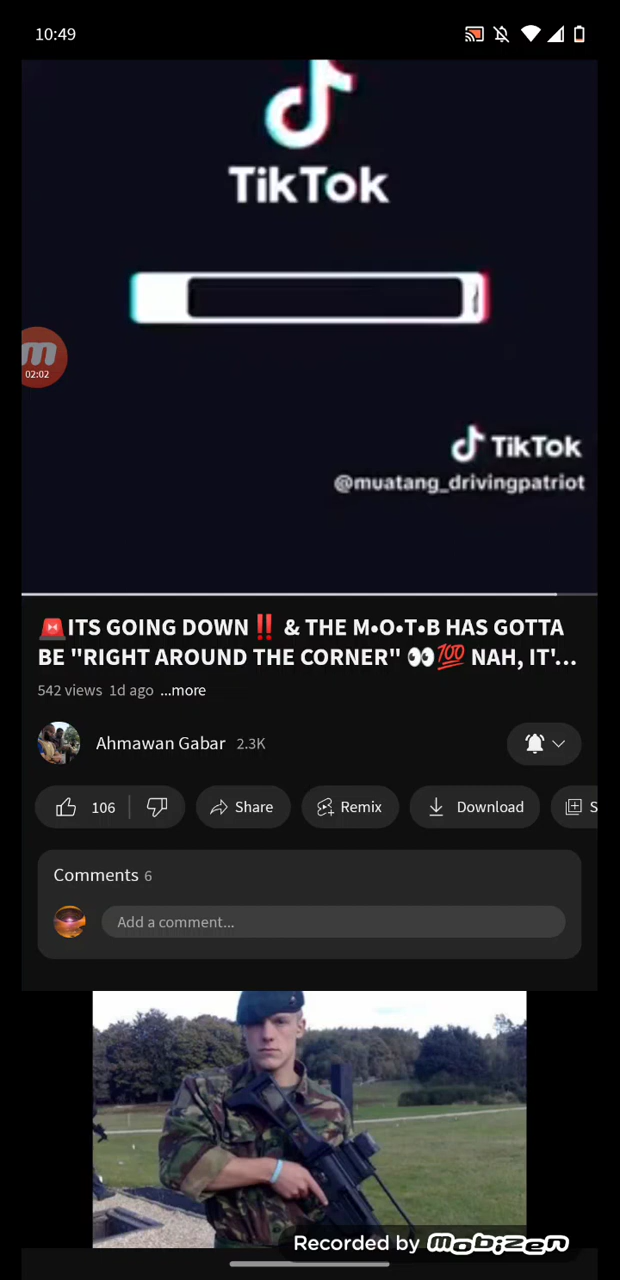 10:49
TikTok
02:02
TikTok
@muatang_drivingpatriot
🚨ITS GOING DOWN‼️ & THE M•O•T•B HAS GOTTA
BE "RIGHT AROUND THE CORNER" 👀💯 NAH, IT'...
542 views 1d ago ...more
Ahmawan Gabar 2.3K
106 Share Remix Download S
Comments 6
Add a comment...
Recorded by mobizen